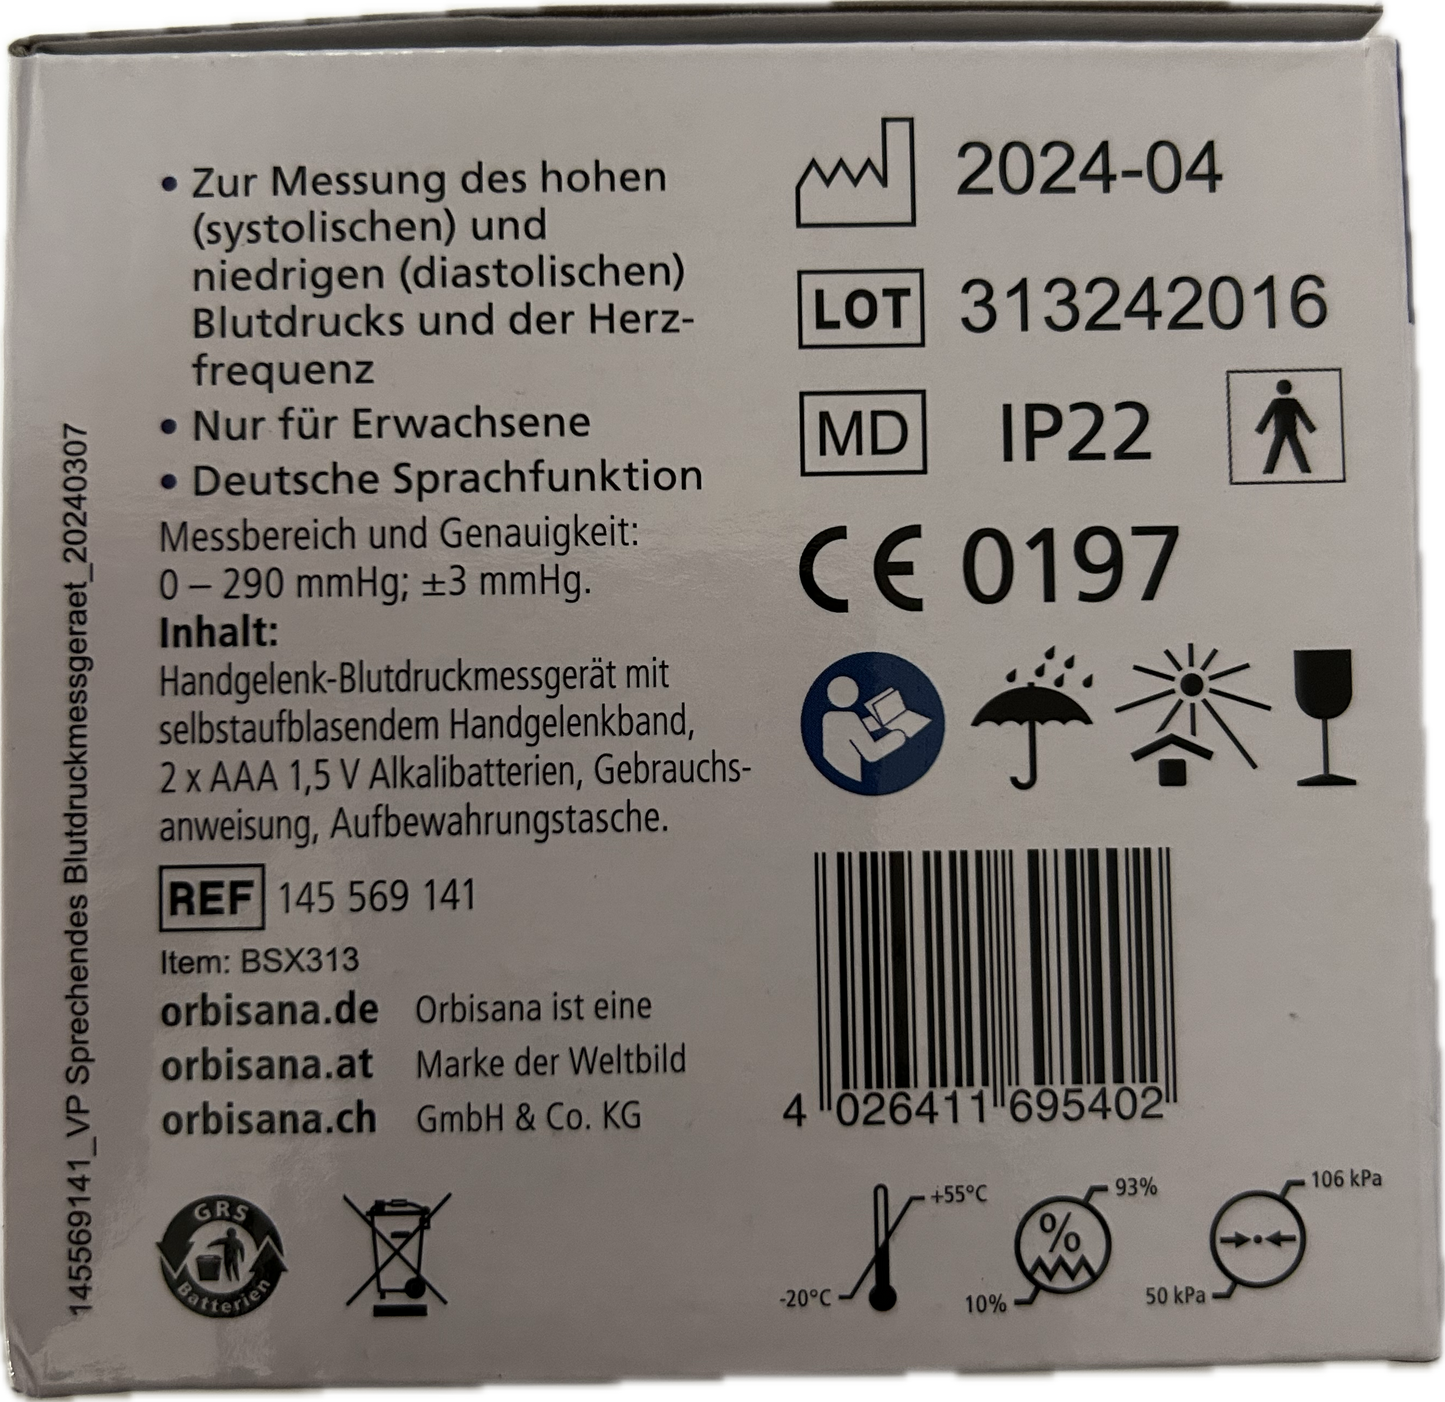 • Zur Messung des hohen
(systolischen) und
niedrigen (diastolischen)
Blutdrucks und der Herz-
frequenz
• Nur für Erwachsene
• Deutsche Sprachfunktion
Messbereich und Genauigkeit:
0 – 290 mmHg; ±3 mmHg.
Inhalt:
Handgelenk-Blutdruckmessgerät mit
selbstaufblasendem Handgelenkband,
2 x AAA 1,5 V Alkalibatterien, Gebrauchs-
anweisung, Aufbewahrungstasche.
REF 145 569 141
Item: BSX313
orbisana.de Orbisana ist eine
orbisana.at Marke der Weltbild
orbisana.ch GmbH & Co. KG
GRS
Batterien
145569141_VP Sprechendes Blutdruckmessgeraet_20240307
2024-04
LOT 313242016
MD IP22
CE 0197
4 026411 695402
+55°C
-20°C
%
93%
10%
106 kPa
50 kPa